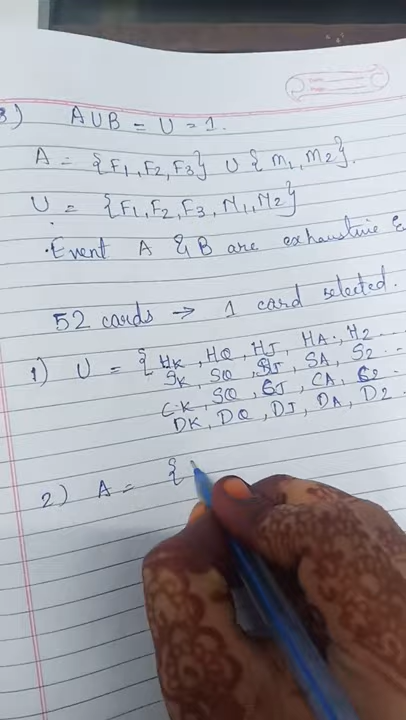 3) A∪B = U = 1.
A = {F1, F2, F3} ∪ {M1, M2}.
U = {F1, F2, F3, M1, M2}
Event A & B are exhaustive E
52 cards → 1 card selected.
1) U = { HK, HQ, HJ, HA, H2 ...
SK, SQ, SJ, SA, S2 ...
CK, SQ, CJ, CA, C2 ..
DK, DQ, DJ, DA, D2 .
2) A = {